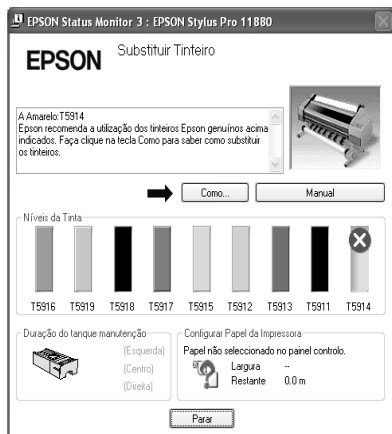 EPSON Status Monitor 3 : EPSON Stylus Pro 11880
EPSON
Substituir Tinteiro
A Amarelo:T5914
Epson recomenda a utilização dos tinteiros Epson genuínos acima
indicados. Faça clique na tecla Como para saber como substituir
os tinteiros.
Como...
Manual
Níveis da Tinta
T5916 T5919 T5918 T5917 T5915 T5912 T5913 T5911 T5914
Duração do tanque manutenção
(Esquerda)
(Centro)
(Direita)
Configurar Papel da Impressora
Papel não seleccionado no painel controlo.
Largura --
Restante 0.0 m
Parar